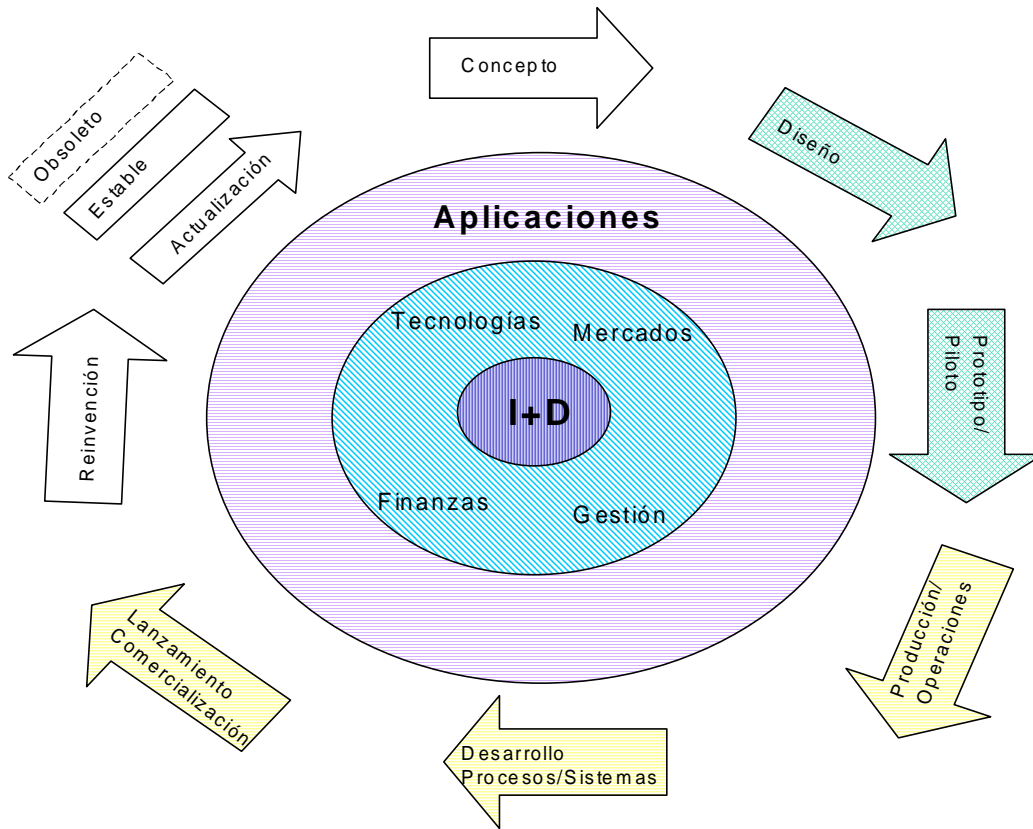 Concepto
Diseño
Prototipo/
Piloto
Producción/
Operaciones
Desarrollo
Procesos/Sistemas
Lanzamiento
Comercialización
Reinvención
Obsoleto
Estable
Actualización
Aplicaciones
Tecnologías
Mercados
I+D
Finanzas
Gestión